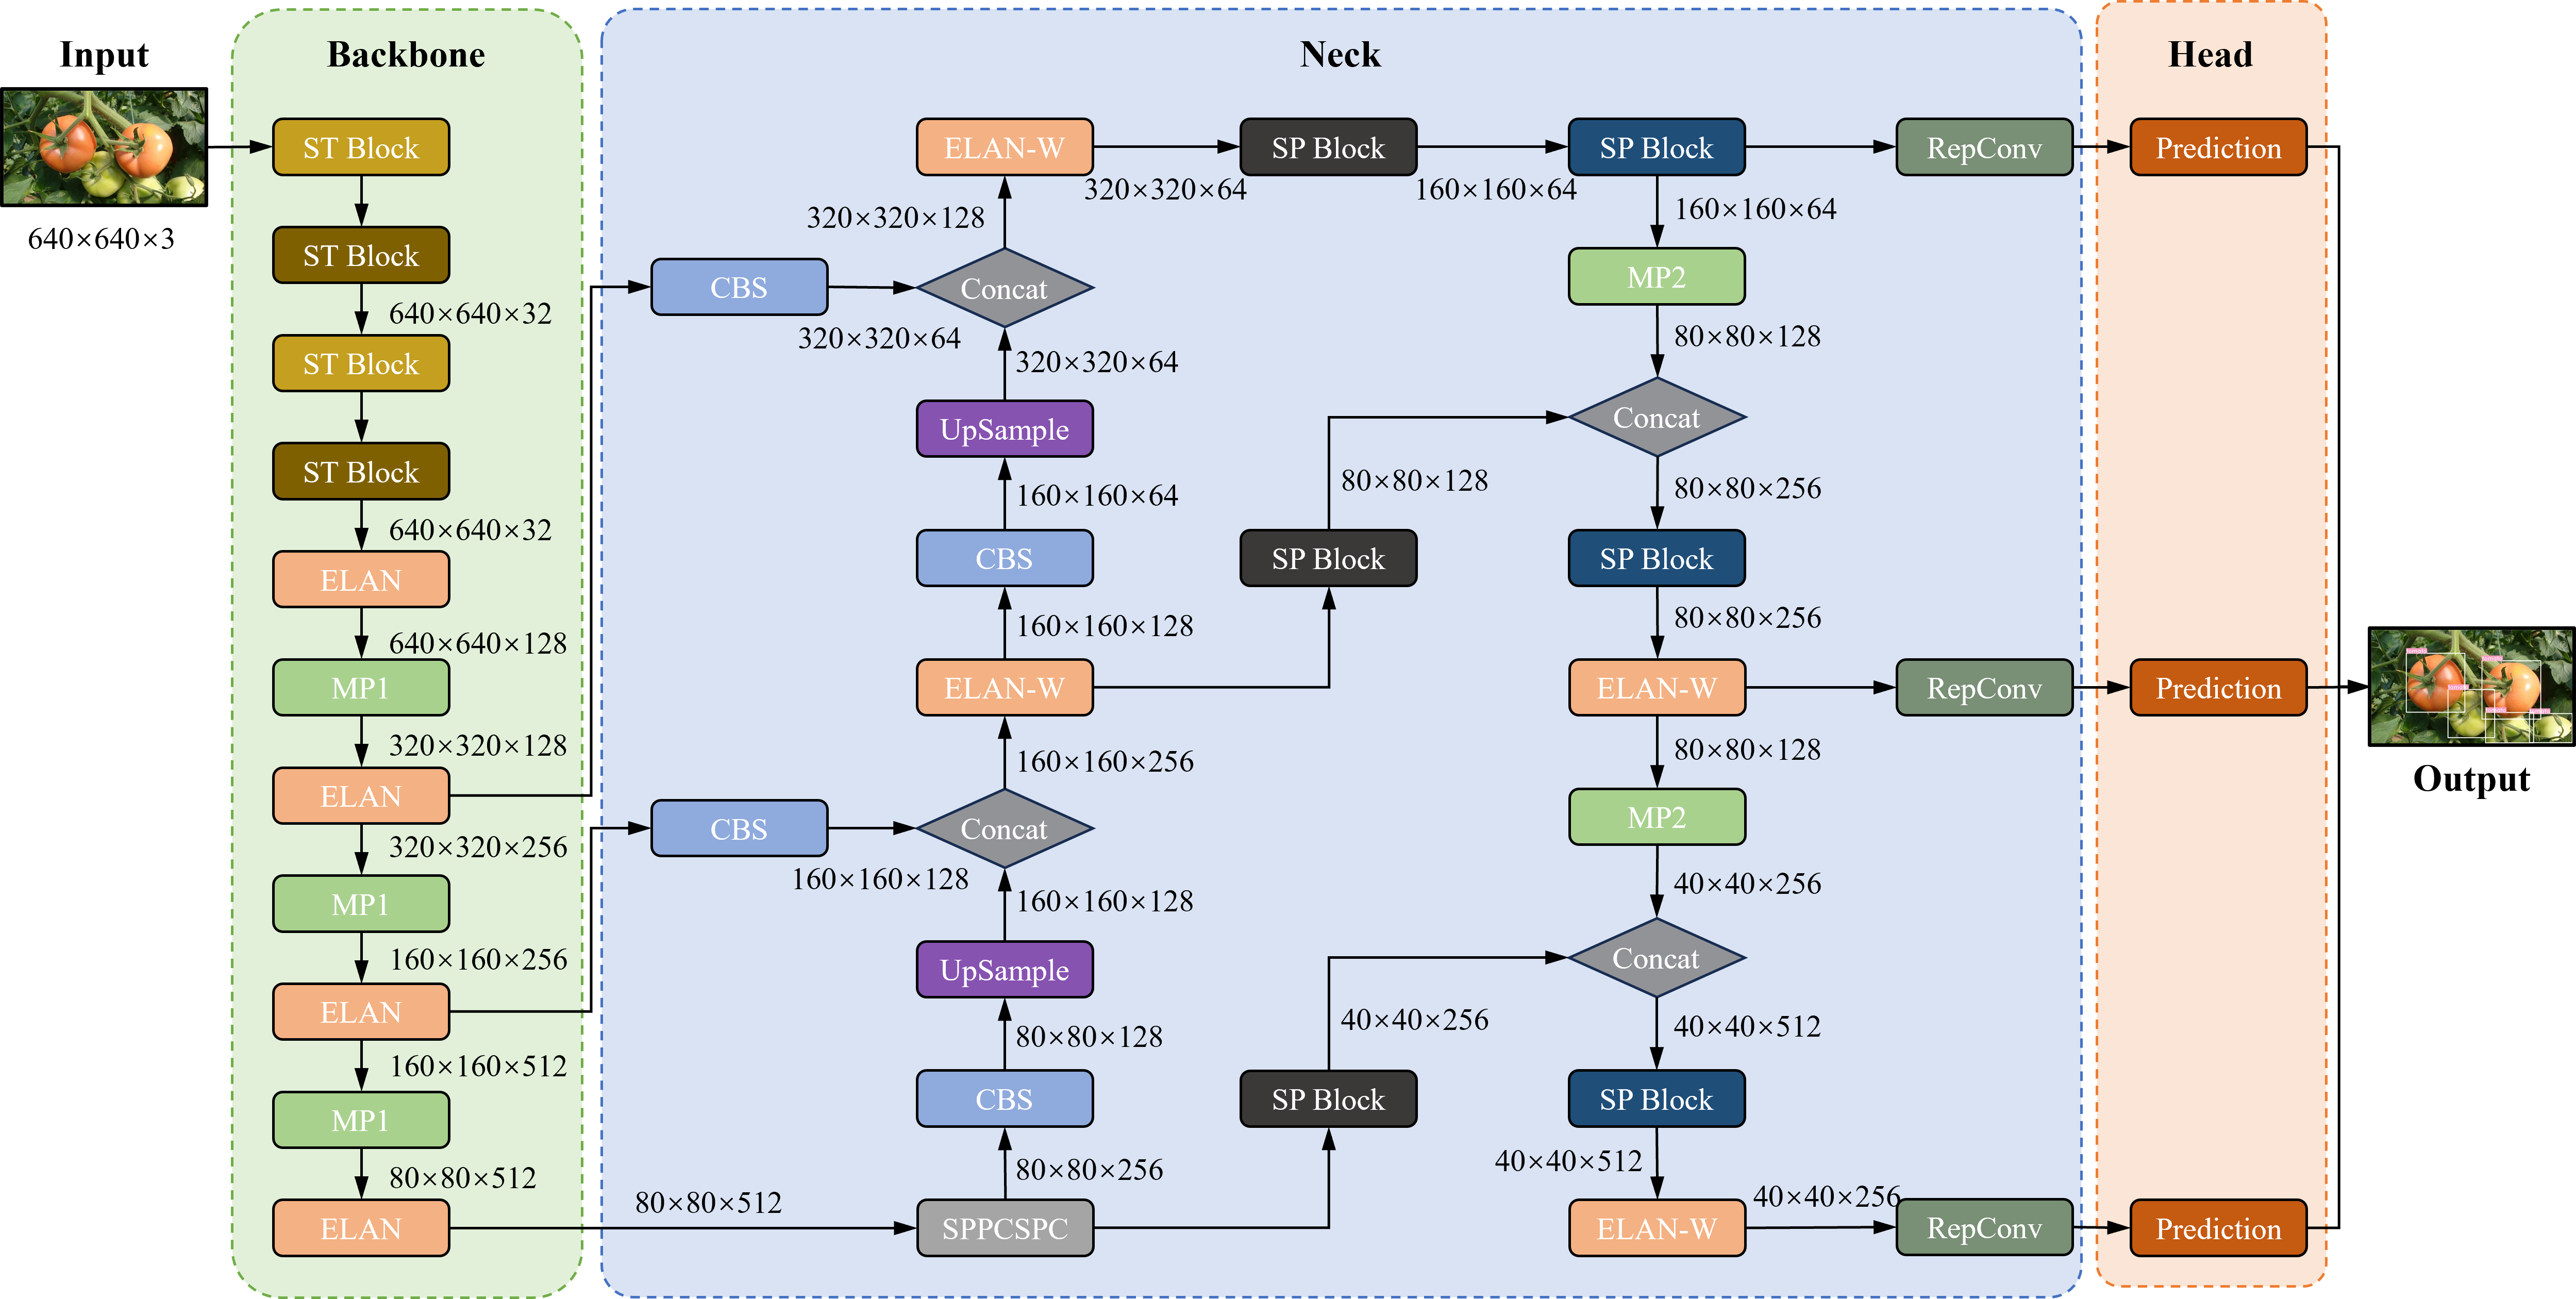 Input
640×640×3
Backbone
ST Block
ST Block
640×640×32
ST Block
ST Block
640×640×32
ELAN
640×640×128
MP1
320×320×128
ELAN
320×320×256
MP1
160×160×256
ELAN
160×160×512
MP1
80×80×512
ELAN
Neck
80×80×512
SPPCSPC
80×80×256
CBS
80×80×128
UpSample
160×160×128
CBS
160×160×128
Concat
160×160×256
ELAN-W
160×160×128
CBS
160×160×64
UpSample
320×320×64
CBS
320×320×64
Concat
320×320×128
ELAN-W
320×320×64
SP Block
160×160×64
SP Block
160×160×64
MP2
80×80×128
SP Block
80×80×128
Concat
80×80×256
SP Block
80×80×256
ELAN-W
80×80×128
MP2
40×40×256
SP Block
40×40×256
Concat
40×40×512
SP Block
40×40×512
ELAN-W
40×40×256
RepConv
RepConv
RepConv
Head
Prediction
Prediction
Prediction
Output